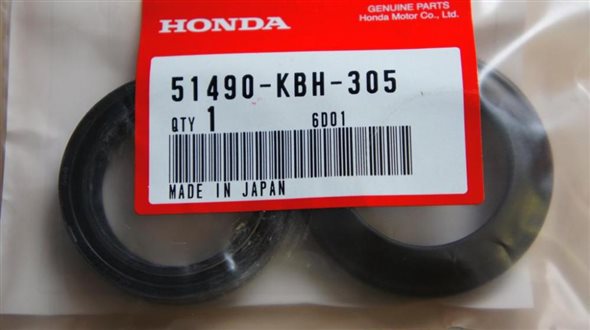 GENUINE PARTS
Honda Motor Co., Ltd.
HONDA
51490-KBH-305
QTY 1 6D01
MADE IN JAPAN